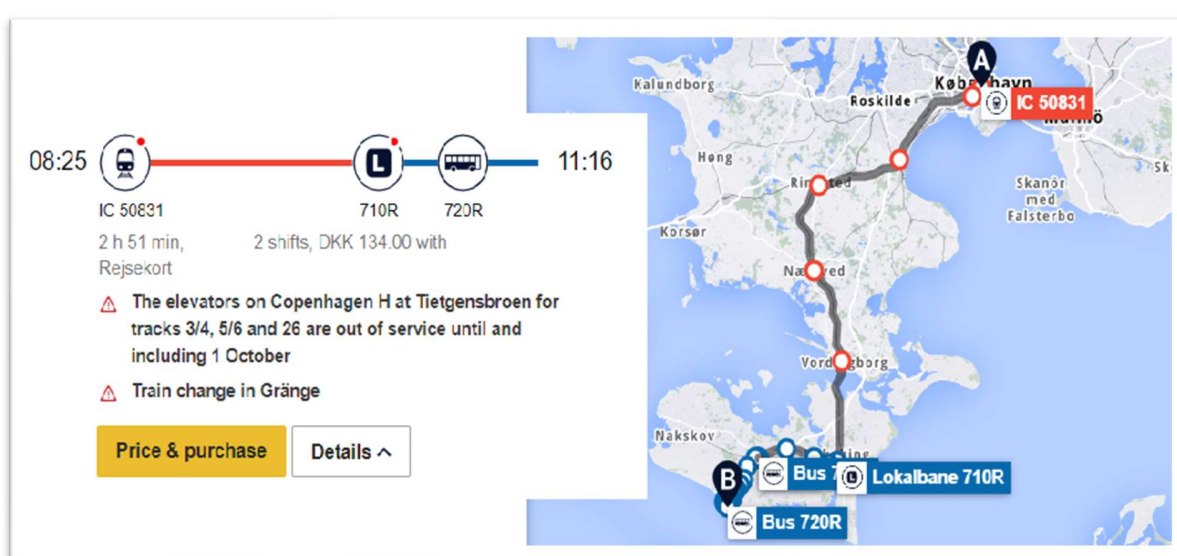 08:25
L
11:16
IC 50831
710R
720R
2 h 51 min,
2 shifts, DKK 134.00 with
Rejsekort
The elevators on Copenhagen H at Tietgensbroen for
tracks 3/4, 5/6 and 26 are out of service until and
including 1 October
Train change in Gränge
Price & purchase
Details
A
Kalundborg
Roskilde
IC 50831
Høng
Skanör
med
Falsterbo
Korsør
Nakskov
B
Bus
L
Lokalbane 710R
Bus 720R